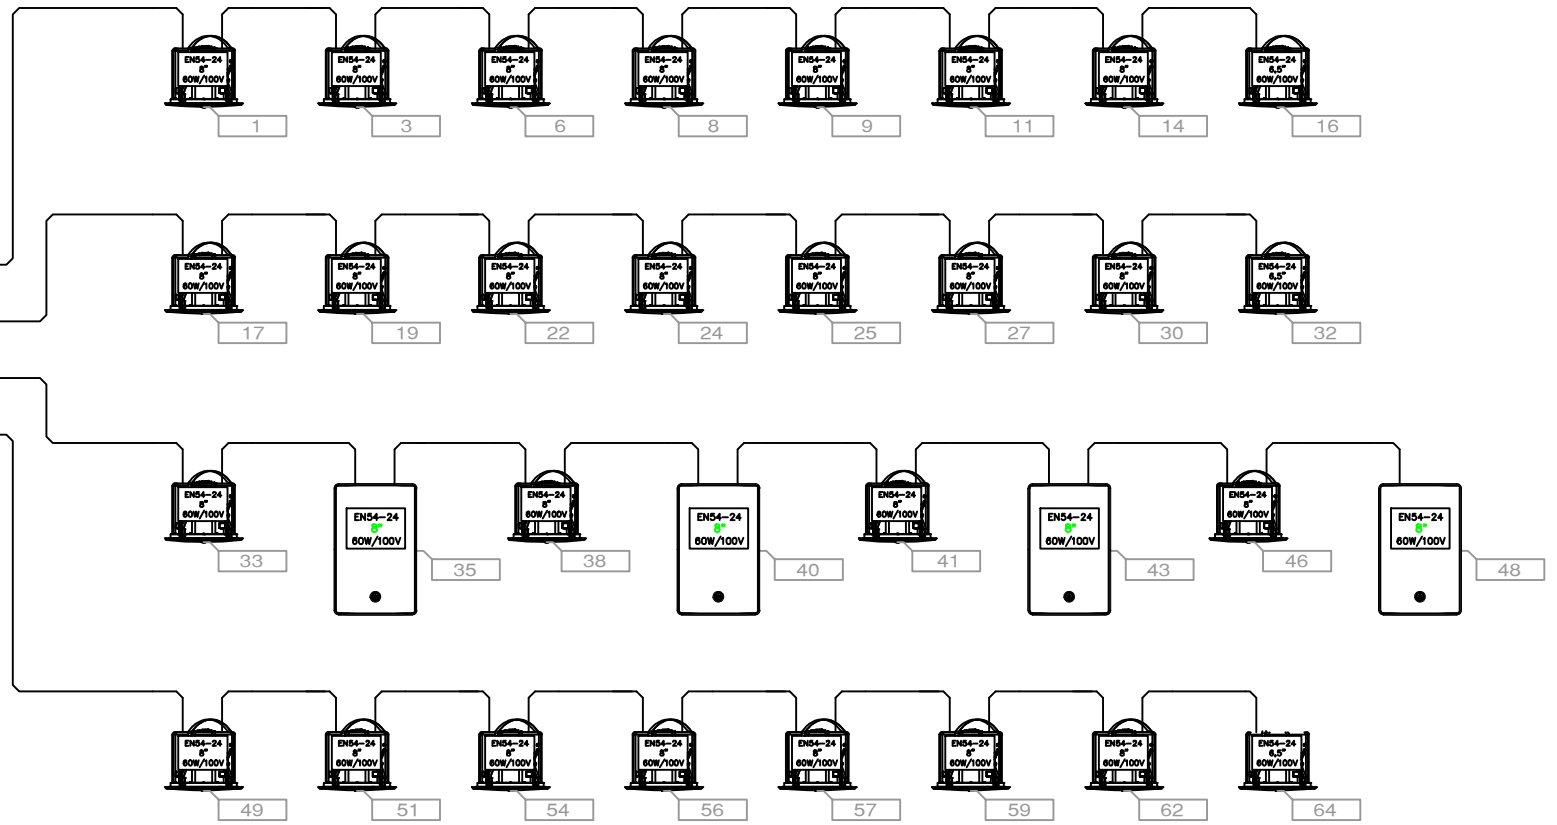 EN54-24
8"
60W/100V
EN54-24
8"
60W/100V
EN54-24
8"
60W/100V
EN54-24
8"
60W/100V
EN54-24
8"
60W/100V
EN54-24
8"
60W/100V
EN54-24
8"
60W/100V
EN54-24
6,5"
60W/100V
1
3
6
8
9
11
14
16
EN54-24
8"
60W/100V
EN54-24
8"
60W/100V
EN54-24
8"
60W/100V
EN54-24
8"
60W/100V
EN54-24
8"
60W/100V
EN54-24
8"
60W/100V
EN54-24
8"
60W/100V
EN54-24
6,5"
60W/100V
17
19
22
24
25
27
30
32
EN54-24
8"
60W/100V
EN54-24
8"
60W/100V
EN54-24
8"
60W/100V
EN54-24
8"
60W/100V
EN54-24
8"
60W/100V
EN54-24
8"
60W/100V
EN54-24
8"
60W/100V
EN54-24
8"
60W/100V
33
35
38
40
41
43
46
48
EN54-24
8"
60W/100V
EN54-24
8"
60W/100V
EN54-24
8"
60W/100V
EN54-24
8"
60W/100V
EN54-24
8"
60W/100V
EN54-24
8"
60W/100V
EN54-24
8"
60W/100V
EN54-24
6,5"
60W/100V
49
51
54
56
57
59
62
64